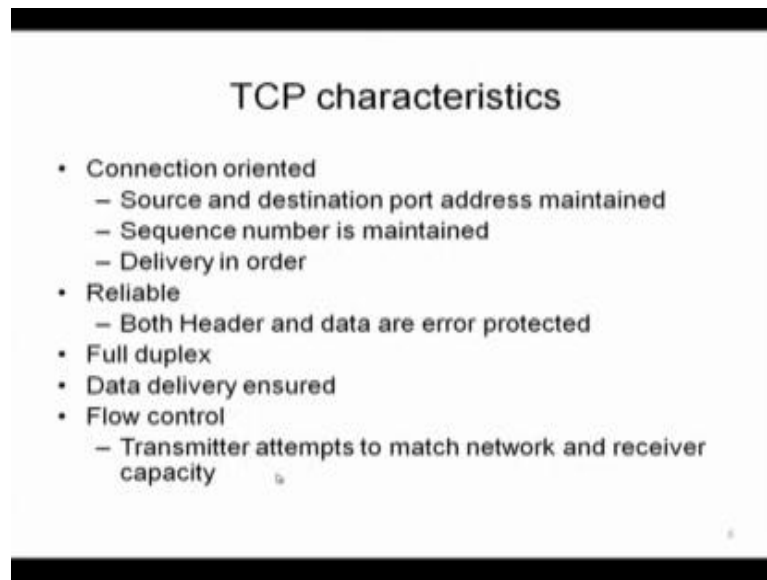 TCP characteristics
• Connection oriented
– Source and destination port address maintained
– Sequence number is maintained
– Delivery in order
• Reliable
– Both Header and data are error protected
• Full duplex
• Data delivery ensured
• Flow control
– Transmitter attempts to match network and receiver
capacity